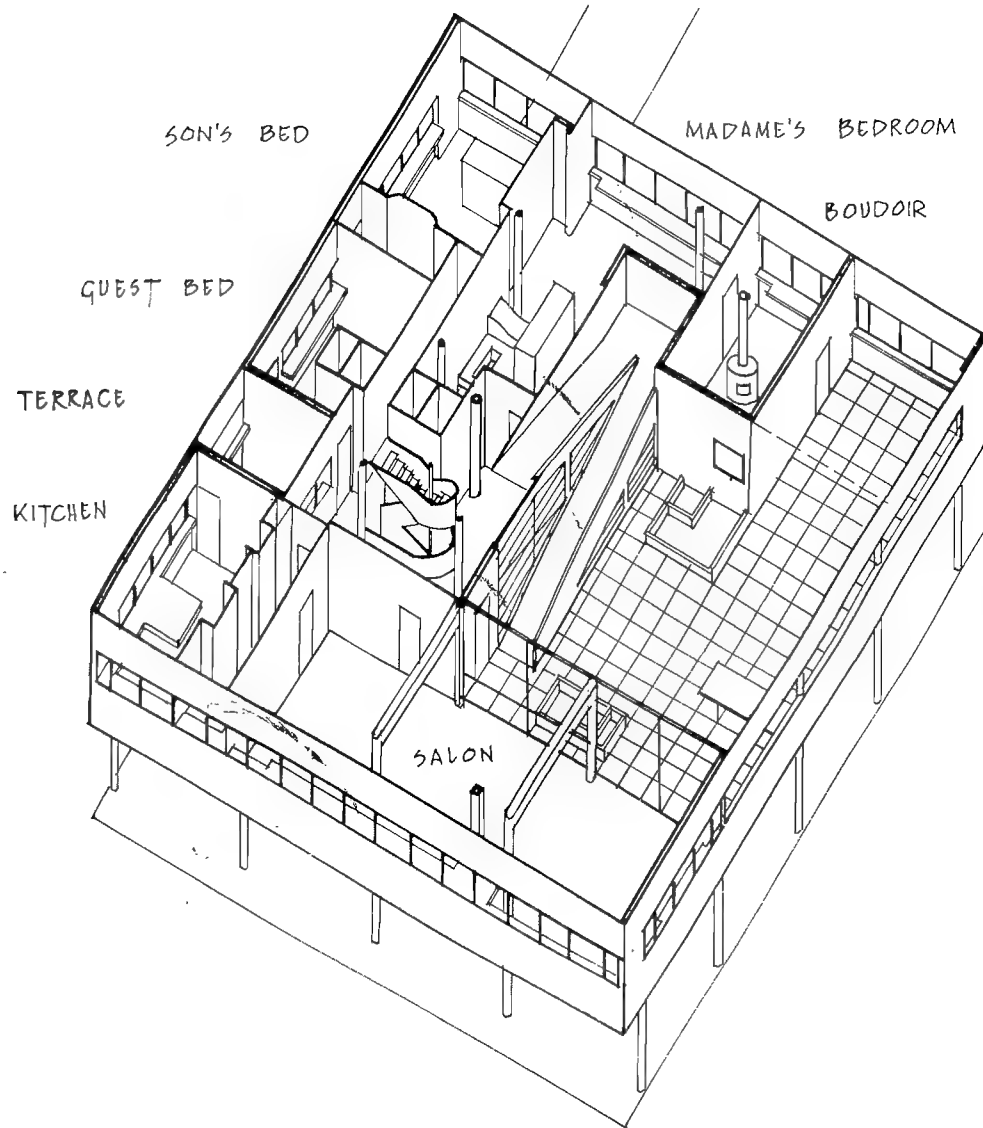 SON'S BED
MADAME'S BEDROOM
BOUDOIR
GUEST BED
TERRACE
KITCHEN
SALON